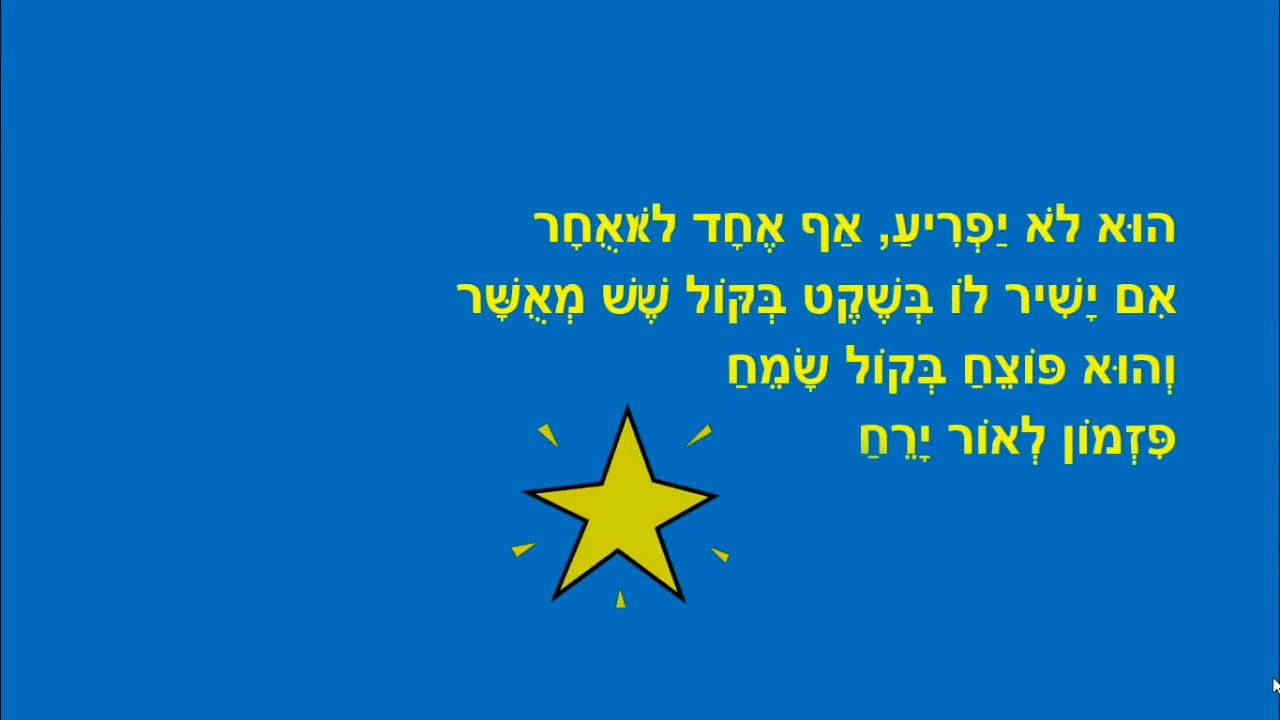 הוּא לֹא יַפְרִיעַ, אַף אֶחָד לֹא מְאֻחָר
אִם יָשִׁיר לוֹ בְּשֶׁקֶט בְּקוֹל שֶׁשׁ מְאֻשָּׁר
וְהוּא פּוֹצֵחַ בְּקוֹל שָׂמֵחַ
פִּזְמוֹן לְאוֹר יָרֵחַ